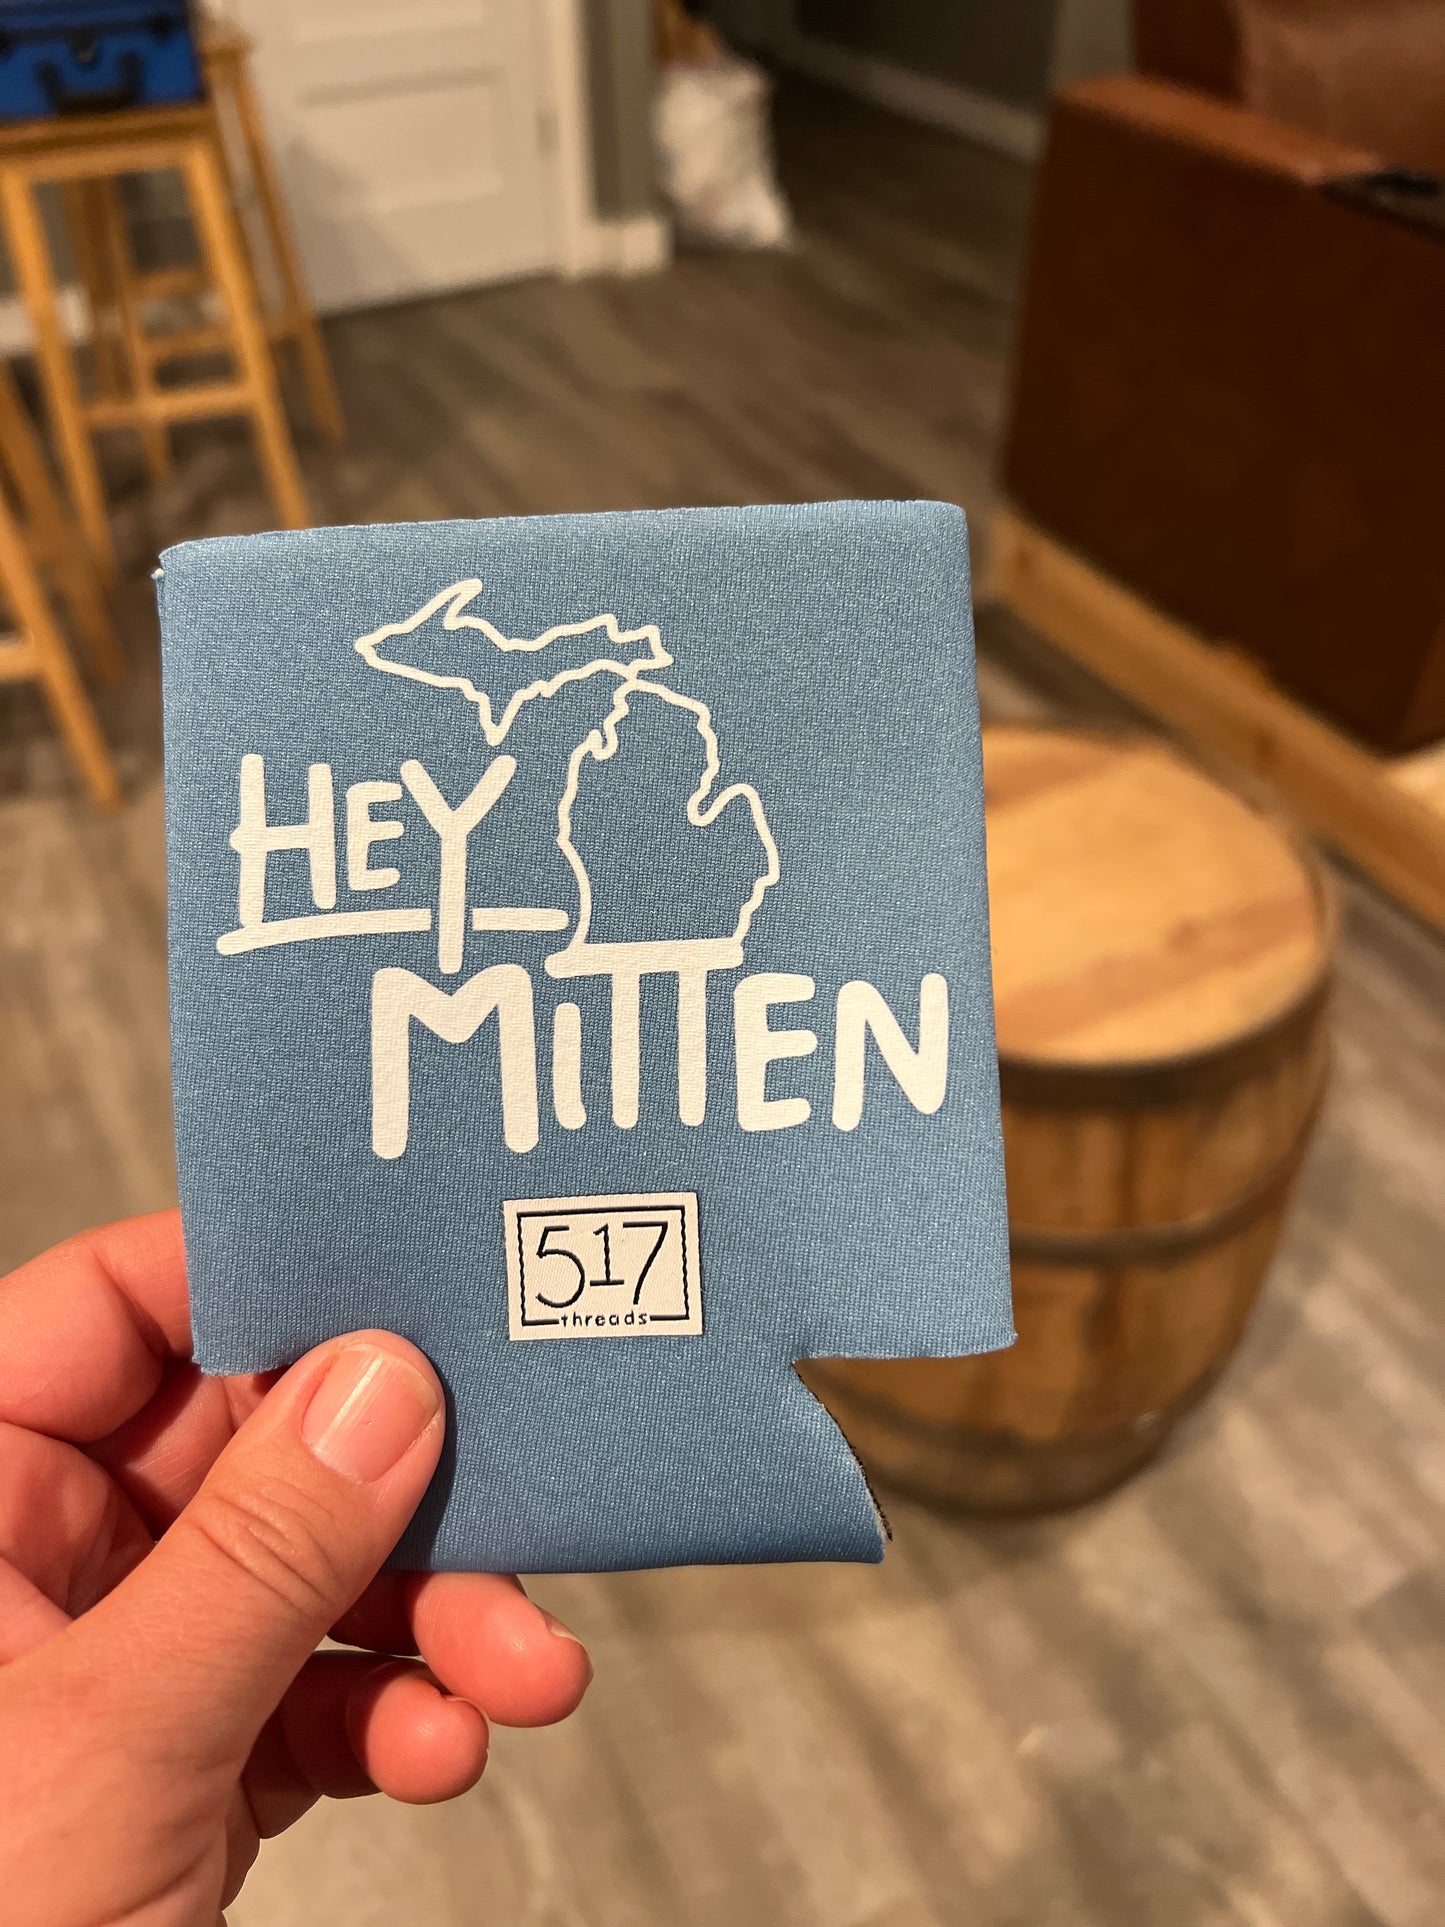 HEY
MITTEN
517
threads